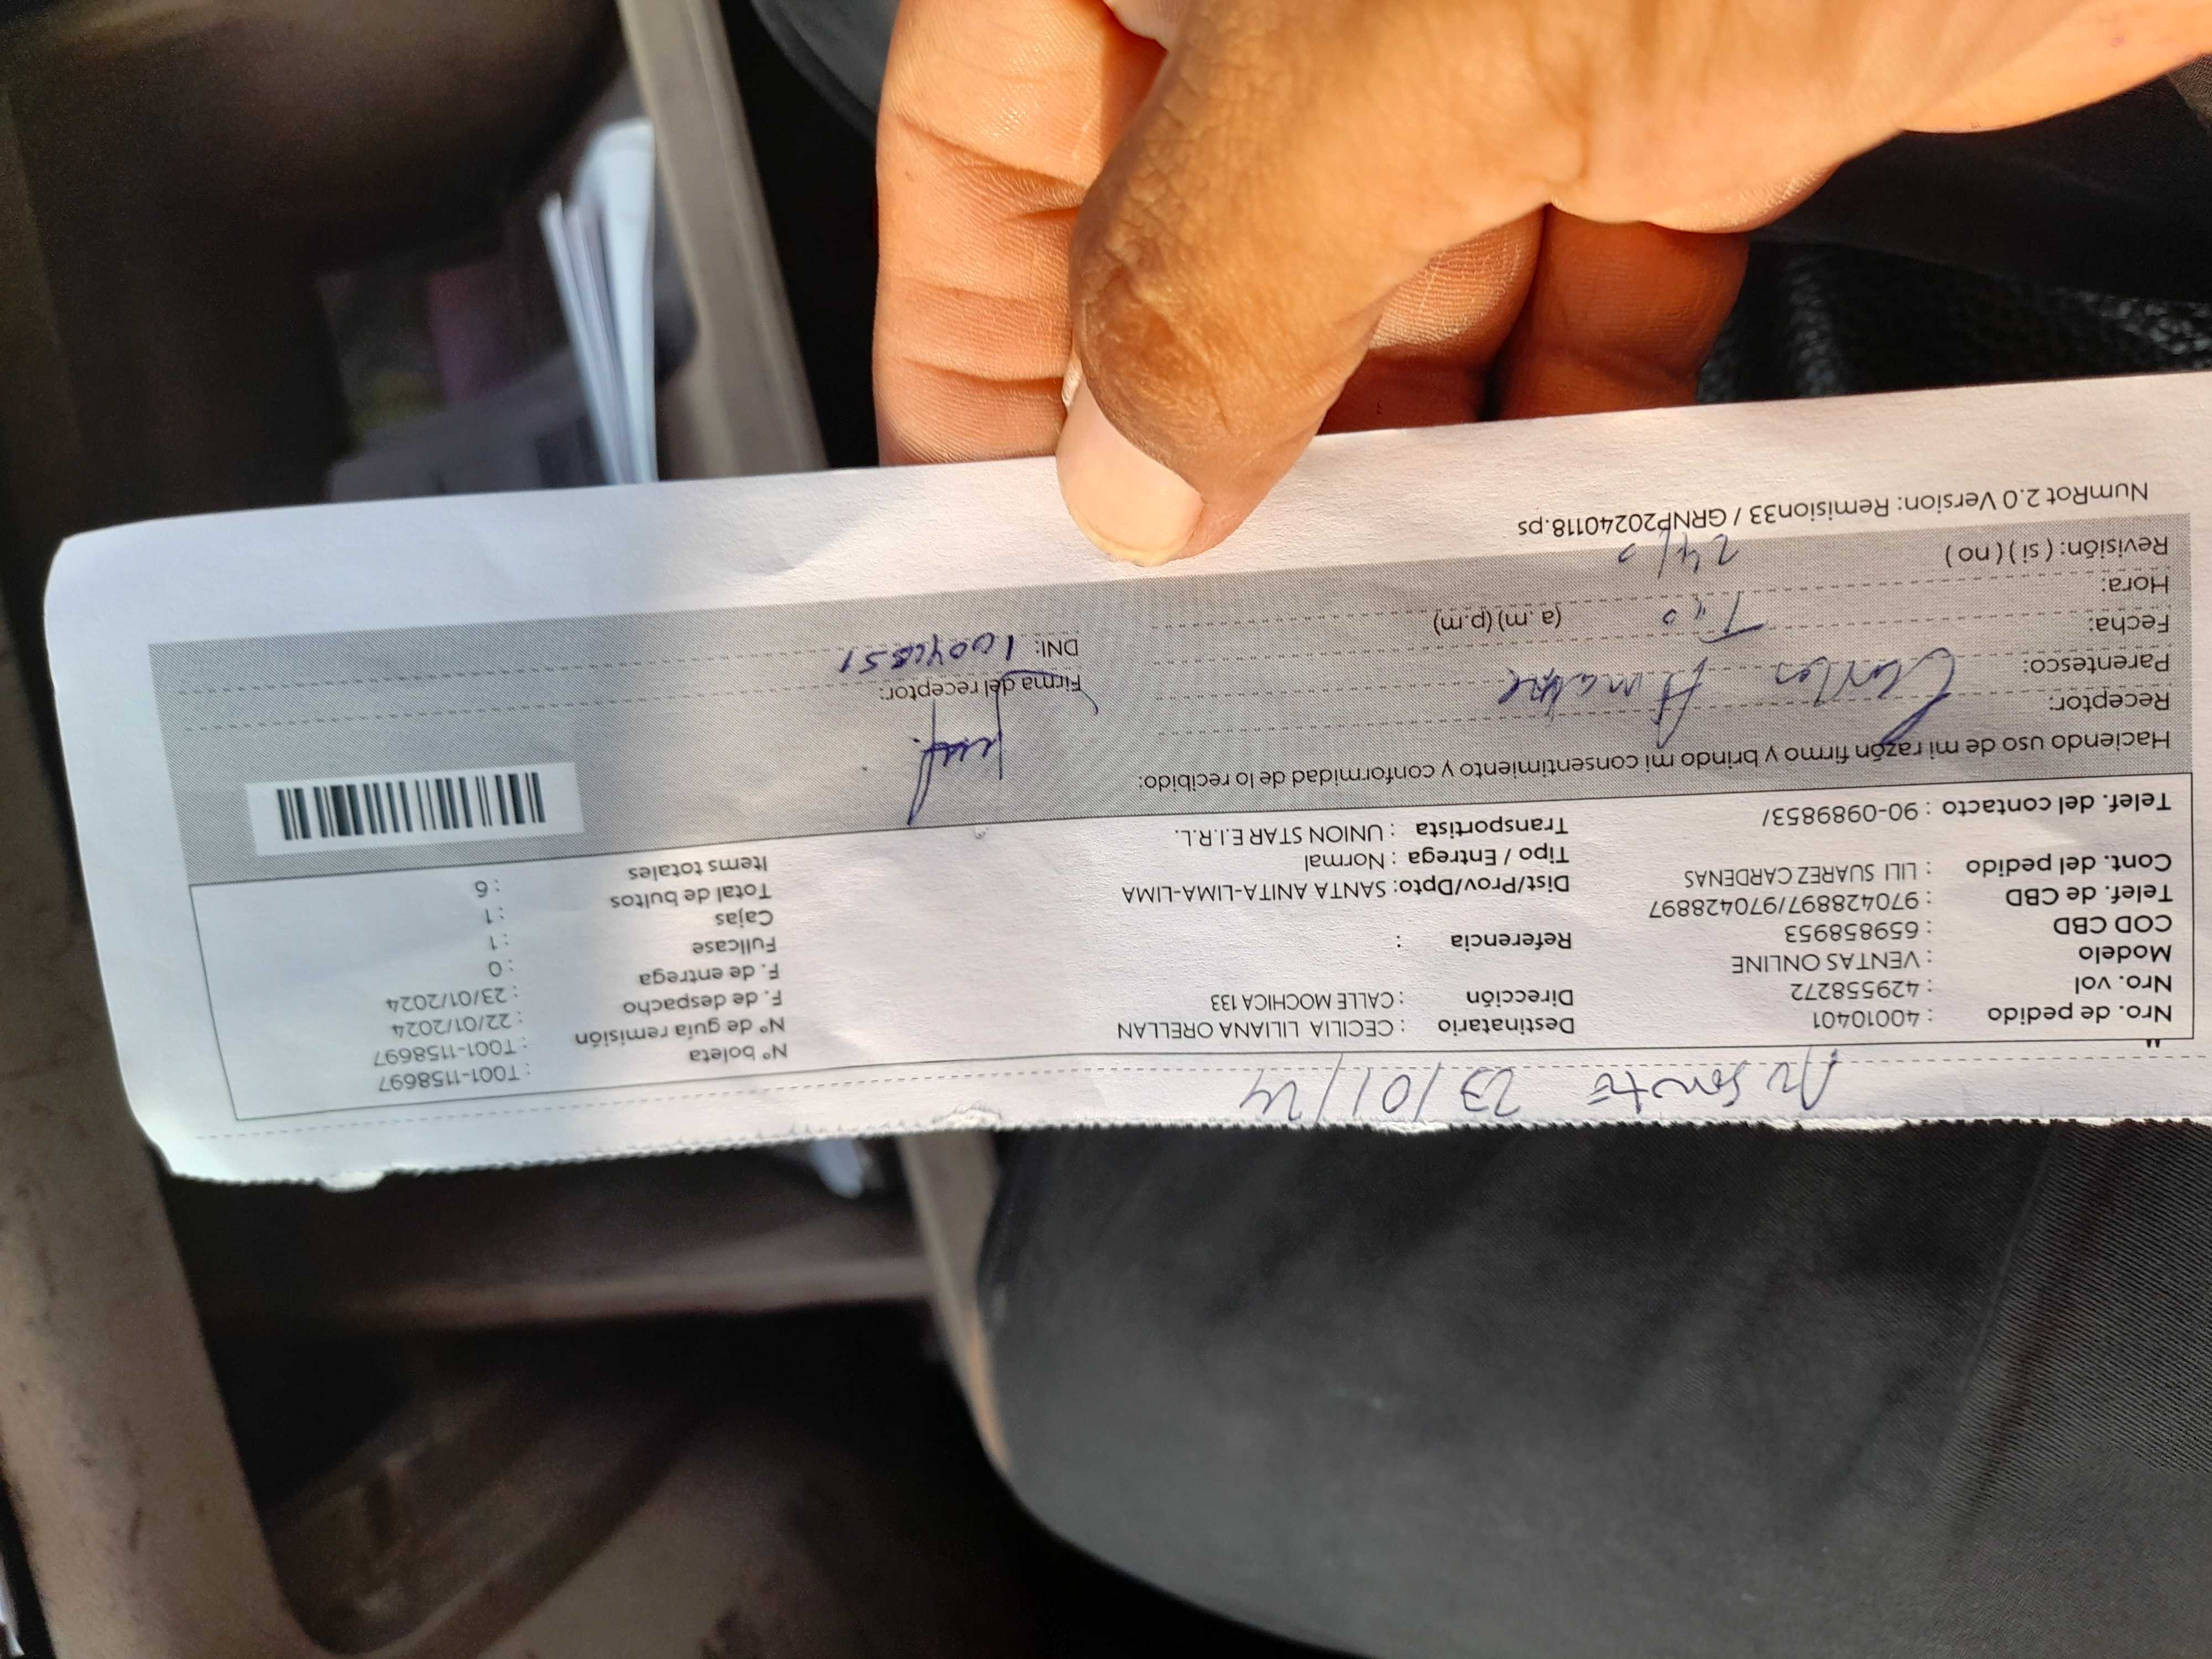 Ausente 23/01/24
Nro. de pedido : 40010401
Nro. vol : 429558272
Modelo : VENTAS ONLINE
COD CBD : 659858953
Telef. de CBD : 970428897/970428897
Cont. del pedido : LILI SUAREZ CARDENAS
Telef. del contacto : 90-0989853/
Destinatario : CECILIA LILIANA ORELLAN
Dirección : CALLE MOCHICA 133
Referencia :
Dist/Prov/Dpto: SANTA ANITA-LIMA-LIMA
Tipo / Entrega : Normal
Transportista : UNION STAR E.I.R.L.
Nº boleta : T001-1158697
Nº de guía remisión : T001-1158697
F. de despacho : 22/01/2024
F. de entrega : 23/01/2024
Fullcase : 0
Cajas : 1
Total de bultos : 1
Items totales : 6
Haciendo uso de mi razón firmo y brindo mi consentimiento y conformidad de lo recibido:
Receptor: Carlos
Parentesco: Tio
Fecha: 24/
Hora: (a.m) (p.m)
Revisión: ( si ) ( no )
Firma del receptor:
DNI:
NumRot 2.0 Version: Remision33 / GRNP20240118.ps